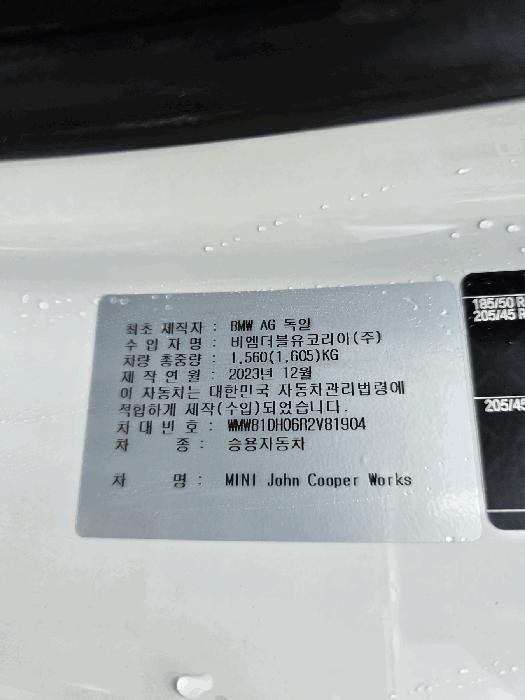 최초 제작자 : BMW AG 독일
수 입 자 명 : 비엠더블유코리아(주)
차량 총중량 : 1,560(1,605)KG
제 작 연 월 : 2023년 12월
이 자동차는 대한민국 자동차관리법령에
적합하게 제작(수입)되었습니다.
차 대 번 호 : WMWB1DH06R2V81904
차 종 : 승용자동차
차 명 : MINI John Cooper Works
185/50 R
205/45 R
205/45